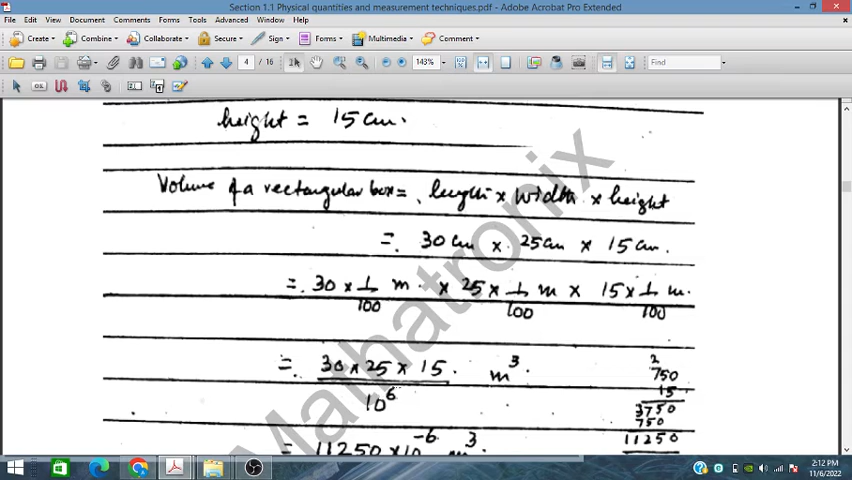 Section 1.1 Physical quantities and measurement techniques.pdf - Adobe Acrobat Pro Extended
File Edit View Document Comments Forms Tools Advanced Window Help
Create Combine Collaborate Secure Sign Forms Multimedia Comment
4 / 16 143% Find
height = 15 cm.
Volume of a rectangular box = length × width × height
= 30 cm × 25 cm × 15 cm.
= 30 × 1/100 m × 25 × 1/100 m × 15 × 1/100 m.
= 30 × 25 × 15 / 10⁶ m³.
= 11250 × 10⁻⁶ m³
2
750
15
3750
750
11250
Mathatronix
2:12 PM
11/6/2022